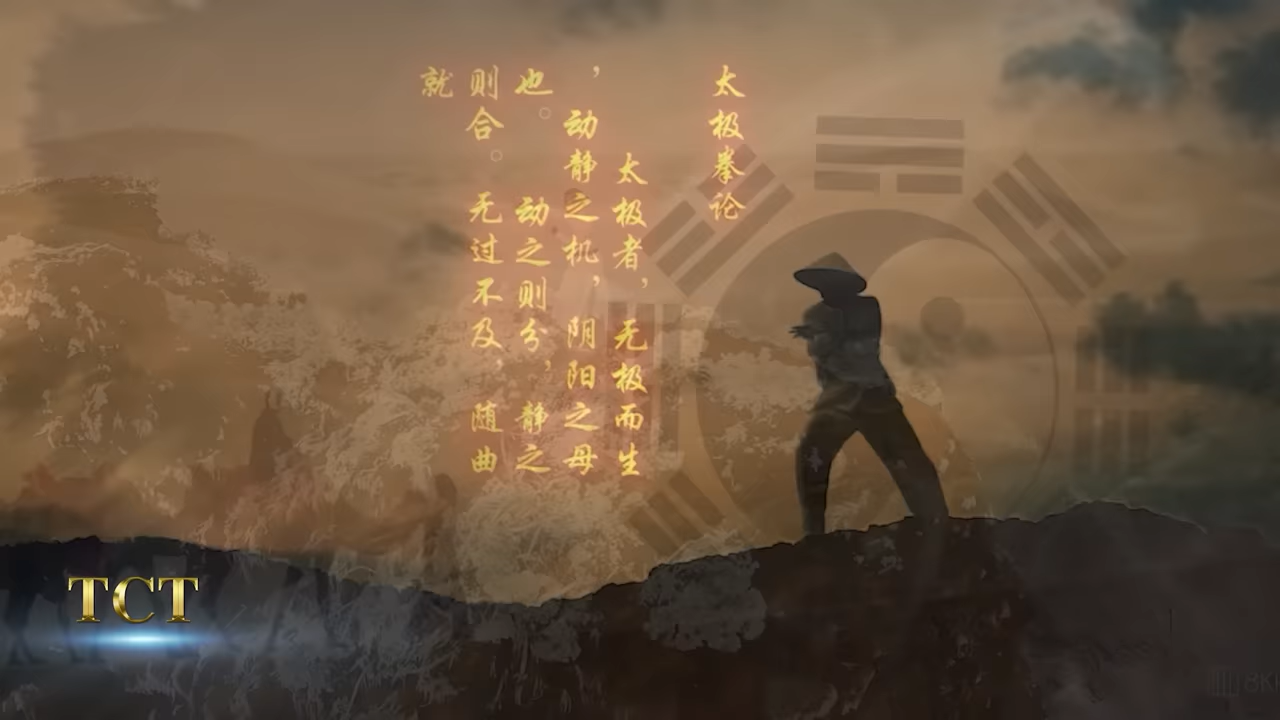 太极拳论
太极者，无极而生
，动静之机，阴阳之母
也。动之则分，静之
则合。无过不及，随曲
就
TCT